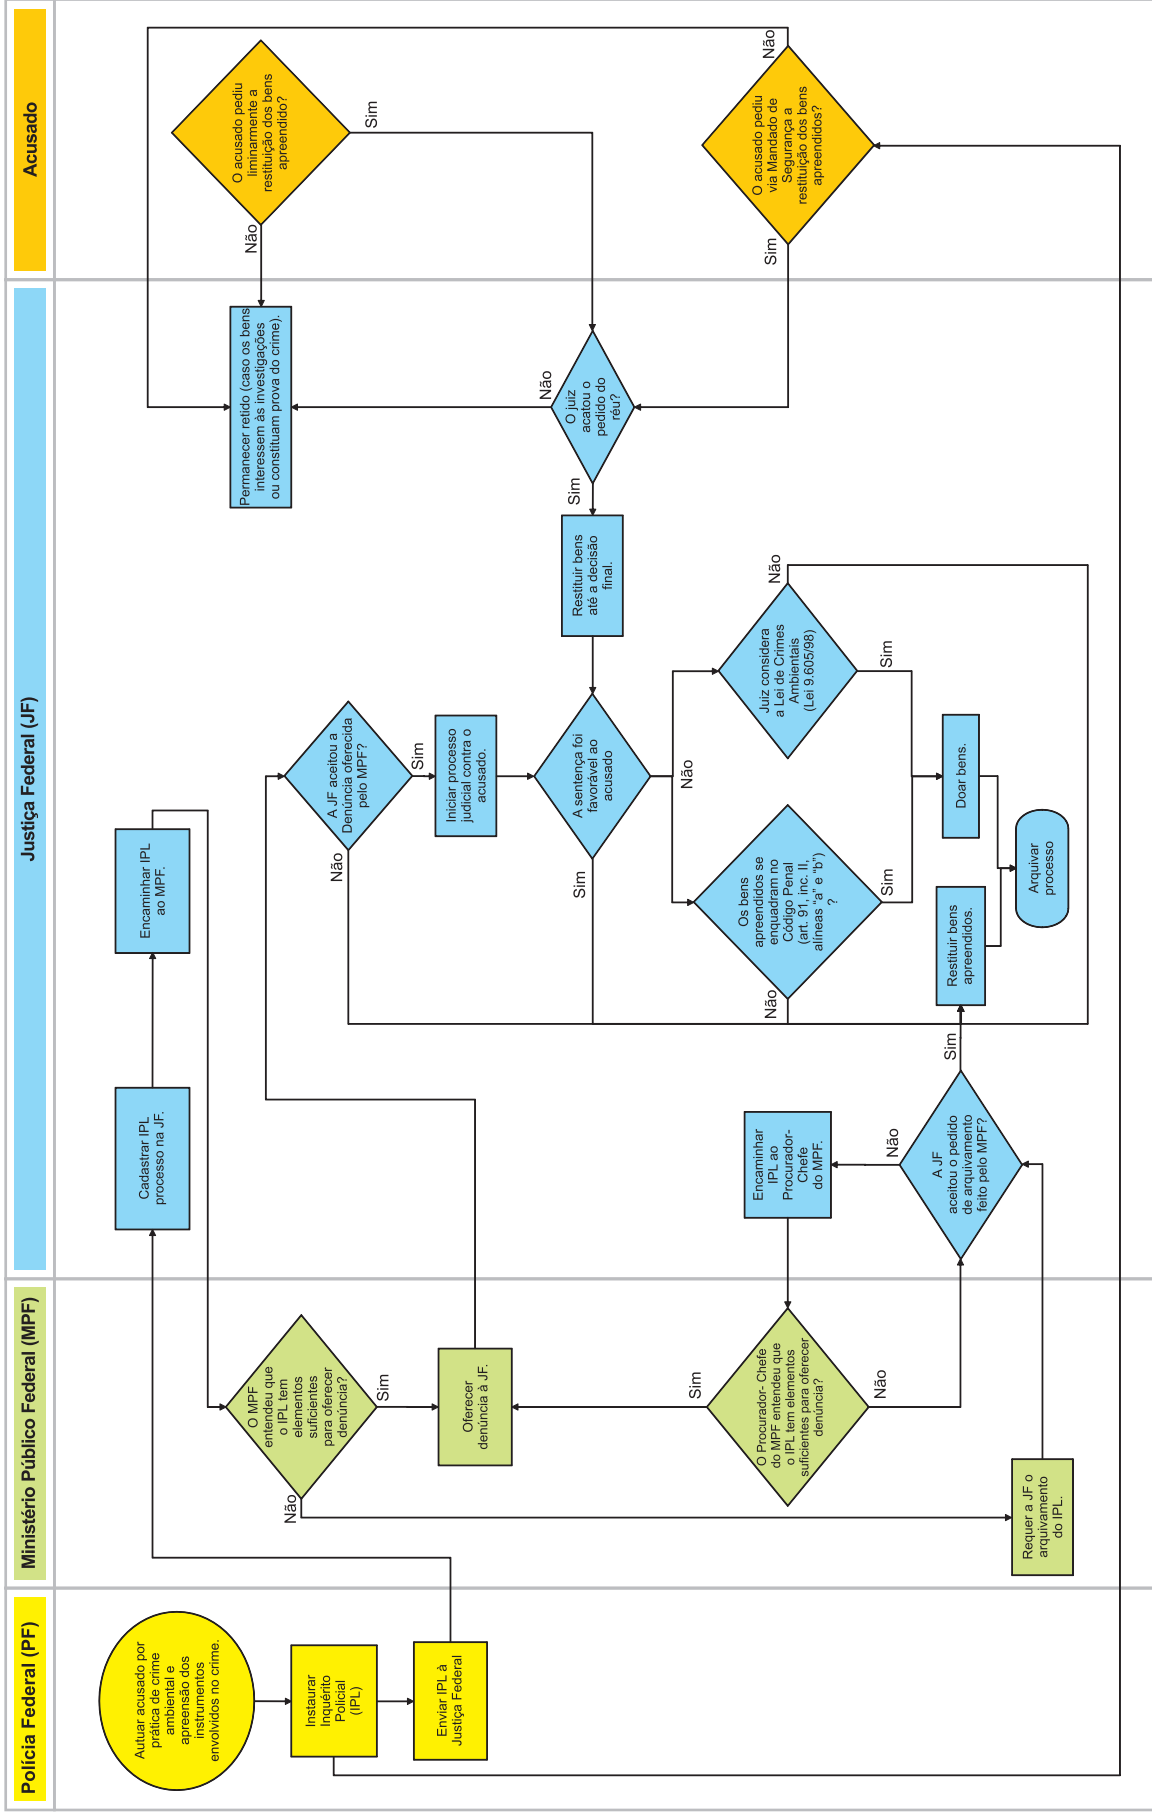 Polícia Federal (PF)
Ministério Público Federal (MPF)
Justiça Federal (JF)
Acusado
Autuar acusado por
prática de crime
ambiental e
apreensão dos
instrumentos
envolvidos no crime.
Instaurar
Inquérito
Policial
(IPL)
Enviar IPL à
Justiça Federal
O MPF
entendeu que
o IPL tem
elementos
suficientes
para oferecer
denúncia?
Não
Sim
Oferecer
denúncia à JF.
O Procurador- Chefe
do MPF entendeu que
o IPL tem elementos
suficientes para oferecer
denúncia?
Sim
Não
Requer a JF o
arquivamento
do IPL.
Cadastrar IPL
processo na JF.
Encaminhar IPL
ao MPF.
A JF aceitou a
Denúncia oferecida
pelo MPF?
Não
Sim
Iniciar processo
judicial contra o
acusado.
A sentença foi
favorável ao
acusado
Sim
Não
Os bens
apreendidos se
enquadram no
Código Penal
(art. 91, inc. II,
alíneas “a” e “b”)
?
Não
Sim
Juiz considera
a Lei de Crimes
Ambientais
(Lei 9.605/98)
Não
Sim
Encaminhar
IPL ao
Procurador-
Chefe
do MPF.
A JF
aceitou o pedido
de arquivamento
feito pelo MPF?
Não
Sim
Restituir bens
apreendidos.
Doar bens.
Arquivar
processo
Permanecer retido (caso os bens
interessem às investigações
ou constituam prova do crime).
O juiz
acatou o
pedido do
réu?
Não
Sim
Restituir bens
até a decisão
final.
O acusado pediu
liminarmente a
restituição dos bens
apreendido?
Não
Sim
O acusado pediu
via Mandado de
Segurança a
restituição dos bens
apreendidos?
Não
Sim